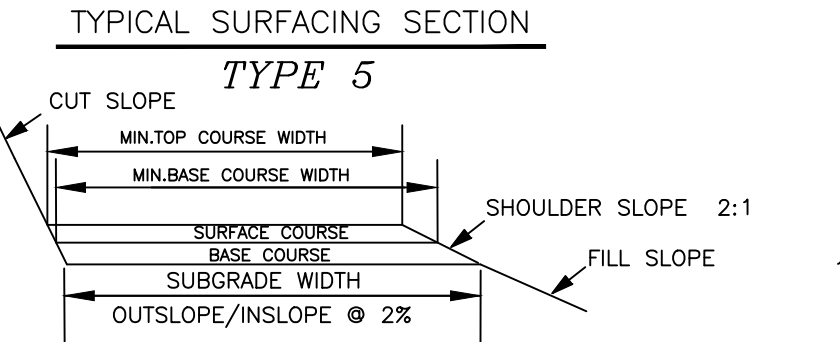 TYPICAL SURFACING SECTION
TYPE 5
CUT SLOPE
MIN.TOP COURSE WIDTH
MIN.BASE COURSE WIDTH
SHOULDER SLOPE 2:1
SURFACE COURSE
BASE COURSE
FILL SLOPE
SUBGRADE WIDTH
OUTSLOPE/INSLOPE @ 2%